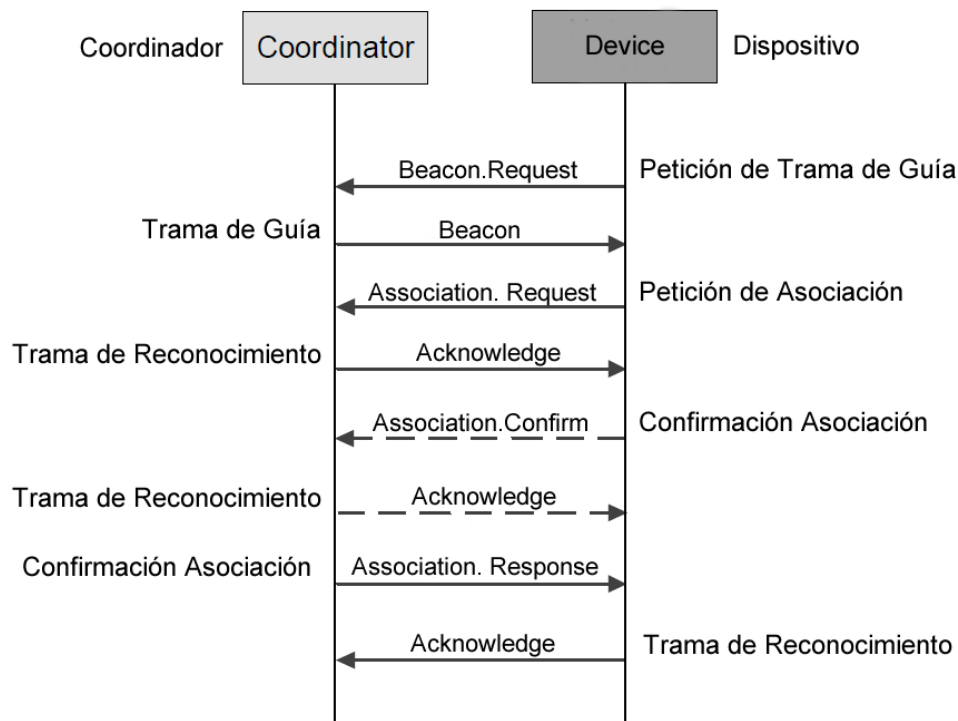 Coordinador Coordinator Device Dispositivo
Beacon.Request Petición de Trama de Guía
Trama de Guía Beacon
Association. Request Petición de Asociación
Trama de Reconocimiento Acknowledge
Association.Confirm Confirmación Asociación
Trama de Reconocimiento Acknowledge
Confirmación Asociación Association. Response
Acknowledge Trama de Reconocimiento